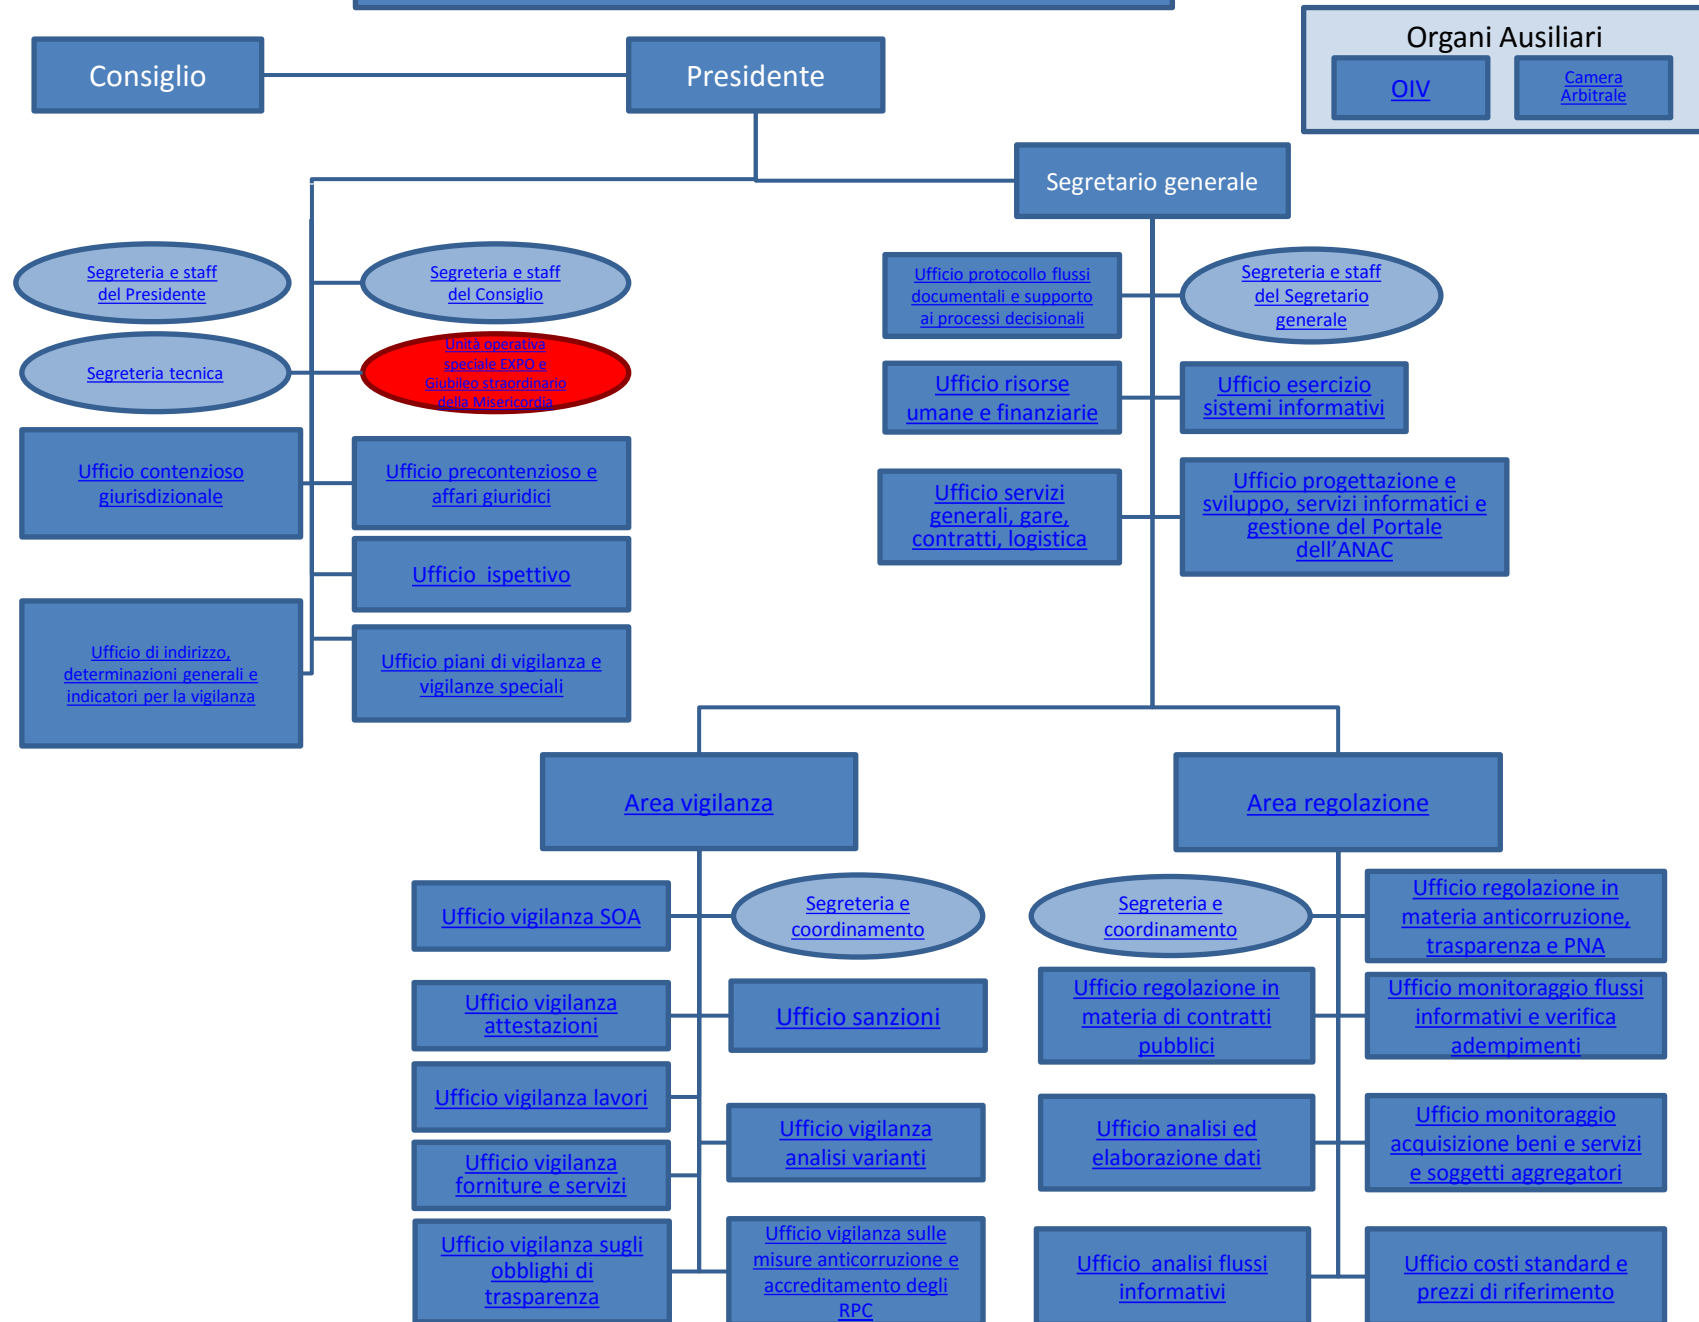 Organi Ausiliari
OIV
Camera
Arbitrale
Consiglio
Presidente
Segretario generale
Segreteria e staff
del Presidente
Segreteria e staff
del Consiglio
Segreteria tecnica
Unità operativa
speciale EXPO e
Giubileo straordinario
della Misericordia
Ufficio contenzioso
giurisdizionale
Ufficio precontenzioso e
affari giuridici
Ufficio ispettivo
Ufficio di indirizzo,
determinazioni generali e
indicatori per la vigilanza
Ufficio piani di vigilanza e
vigilanze speciali
Ufficio protocollo flussi
documentali e supporto
ai processi decisionali
Segreteria e staff
del Segretario
generale
Ufficio risorse
umane e finanziarie
Ufficio esercizio
sistemi informativi
Ufficio servizi
generali, gare,
contratti, logistica
Ufficio progettazione e
sviluppo, servizi informatici e
gestione del Portale
dell’ANAC
Area vigilanza
Area regolazione
Ufficio vigilanza SOA
Segreteria e
coordinamento
Ufficio vigilanza
attestazioni
Ufficio sanzioni
Ufficio vigilanza lavori
Ufficio vigilanza
analisi varianti
Ufficio vigilanza
forniture e servizi
Ufficio vigilanza sugli
obblighi di
trasparenza
Ufficio vigilanza sulle
misure anticorruzione e
accreditamento degli
RPC
Segreteria e
coordinamento
Ufficio regolazione in
materia anticorruzione,
trasparenza e PNA
Ufficio regolazione in
materia di contratti
pubblici
Ufficio monitoraggio flussi
informativi e verifica
adempimenti
Ufficio analisi ed
elaborazione dati
Ufficio monitoraggio
acquisizione beni e servizi
e soggetti aggregatori
Ufficio analisi flussi
informativi
Ufficio costi standard e
prezzi di riferimento